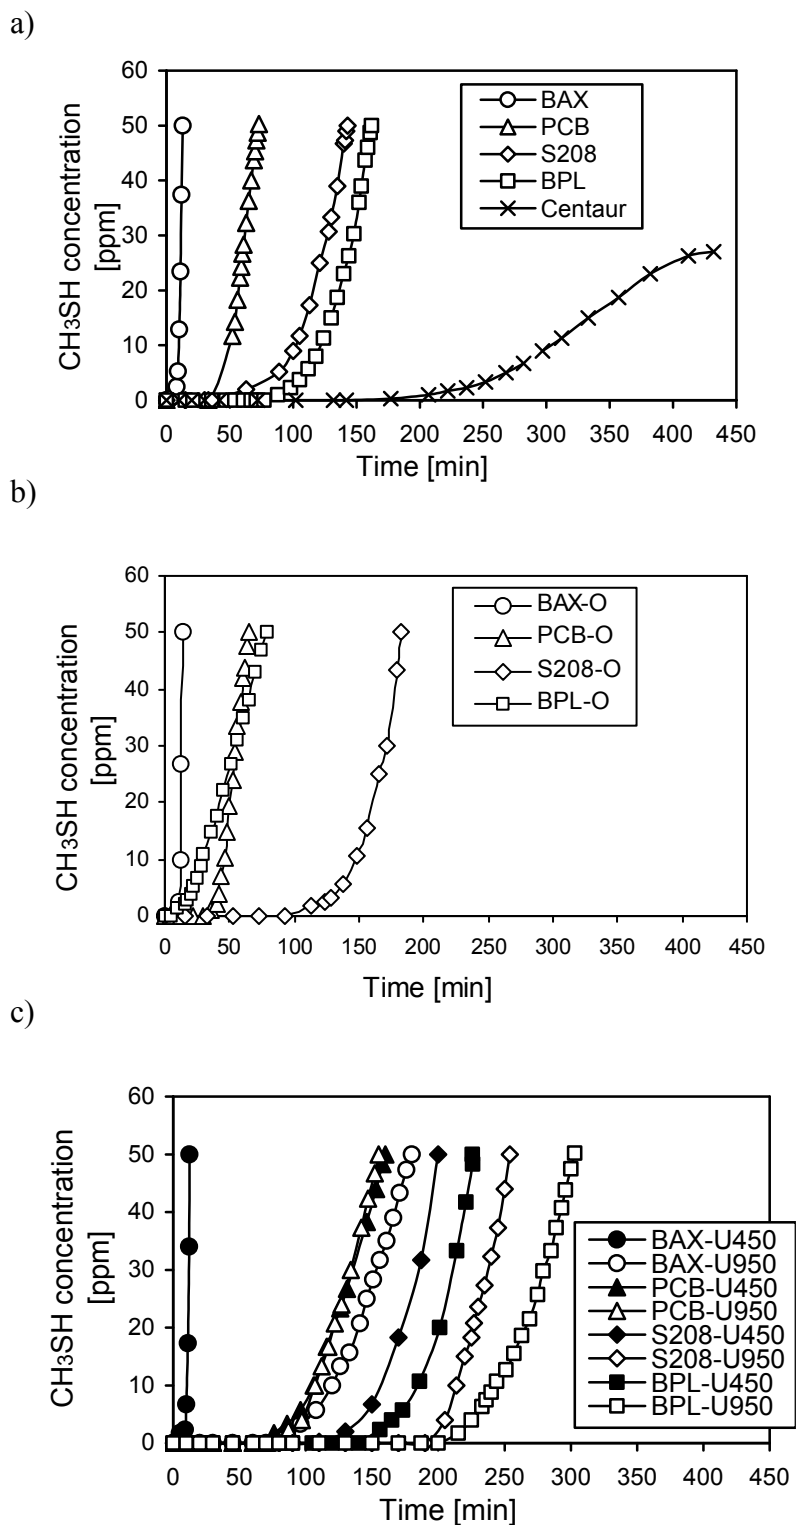 a)
60
50
40
30
20
10
0
CH₃SH concentration
[ppm]
BAX
PCB
S208
BPL
Centaur
0 50 100 150 200 250 300 350 400 450
Time [min]
b)
60
50
40
30
20
10
0
CH₃SH concentration
[ppm]
BAX-O
PCB-O
S208-O
BPL-O
0 50 100 150 200 250 300 350 400 450
Time [min]
c)
60
50
40
30
20
10
0
CH₃SH concentration
[ppm]
BAX-U450
BAX-U950
PCB-U450
PCB-U950
S208-U450
S208-U950
BPL-U450
BPL-U950
0 50 100 150 200 250 300 350 400 450
Time [min]